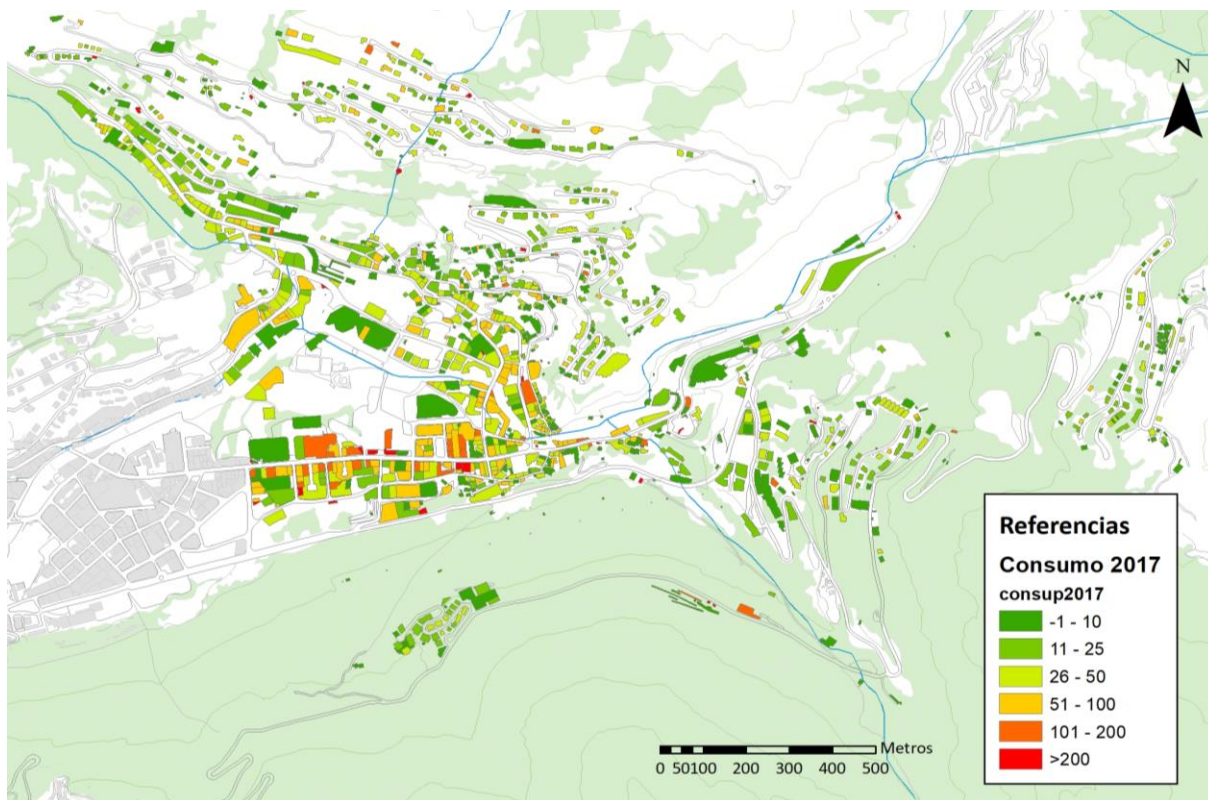 N
Referencias
Consumo 2017
consup2017
-1 - 10
11 - 25
26 - 50
51 - 100
101 - 200
>200
Metros
0 50100 200 300 400 500